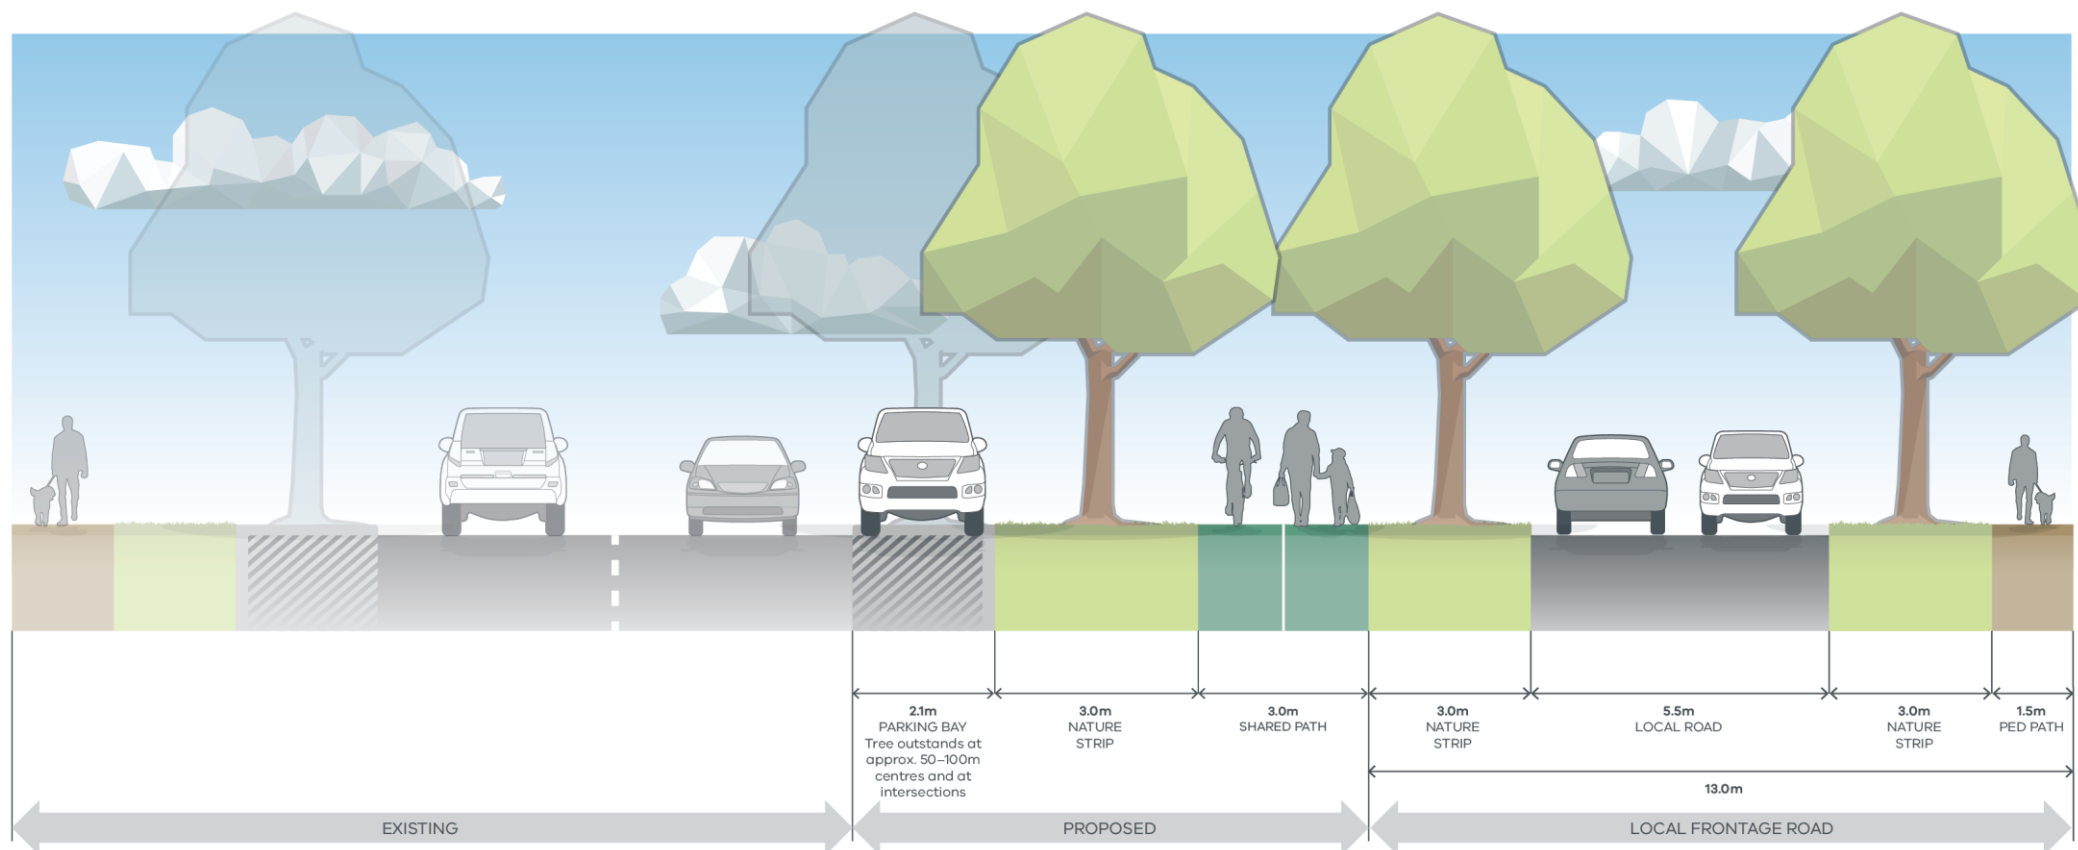 2.1m
PARKING BAY
Tree outstands at
approx. 50–100m
centres and at
intersections
3.0m
NATURE
STRIP
3.0m
SHARED PATH
3.0m
NATURE
STRIP
5.5m
LOCAL ROAD
3.0m
NATURE
STRIP
1.5m
PED PATH
13.0m
EXISTING
PROPOSED
LOCAL FRONTAGE ROAD